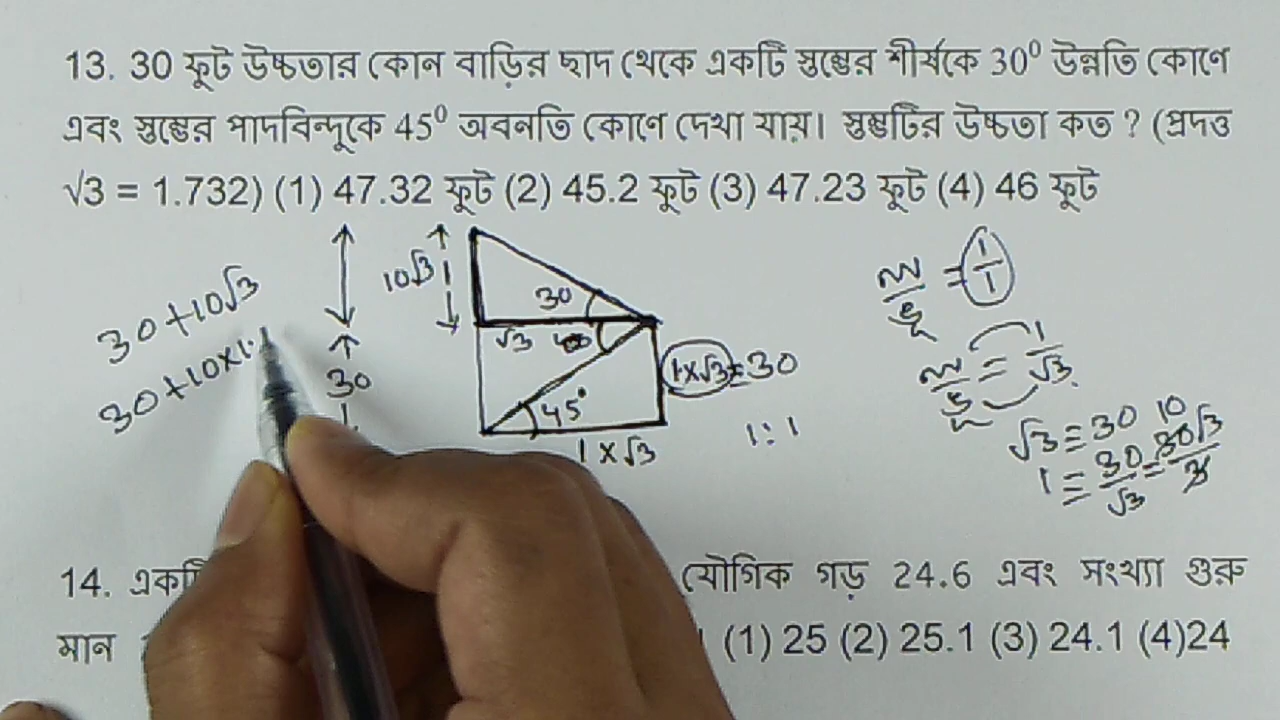 13. 30 ফুট উচ্চতার কোন বাড়ির ছাদ থেকে একটি স্তম্ভের শীর্ষকে 30⁰ উন্নতি কোণে
এবং স্তম্ভের পাদবিন্দুকে 45⁰ অবনতি কোণে দেখা যায়। স্তম্ভটির উচ্চতা কত ? (প্রদত্ত
√3 = 1.732) (1) 47.32 ফুট (2) 45.2 ফুট (3) 47.23 ফুট (4) 46 ফুট
30+10√3
30+10×1.
30
10√3
30
√3
45°
1×√3
1×√3=30
1:1
= 1/1
= 1/√3
√3 = 30
1 = 30/√3 = 30√3/3
10
14. যৌগিক গড় 24.6 এবং সংখ্যা গুরু
মান (1) 25 (2) 25.1 (3) 24.1 (4)24